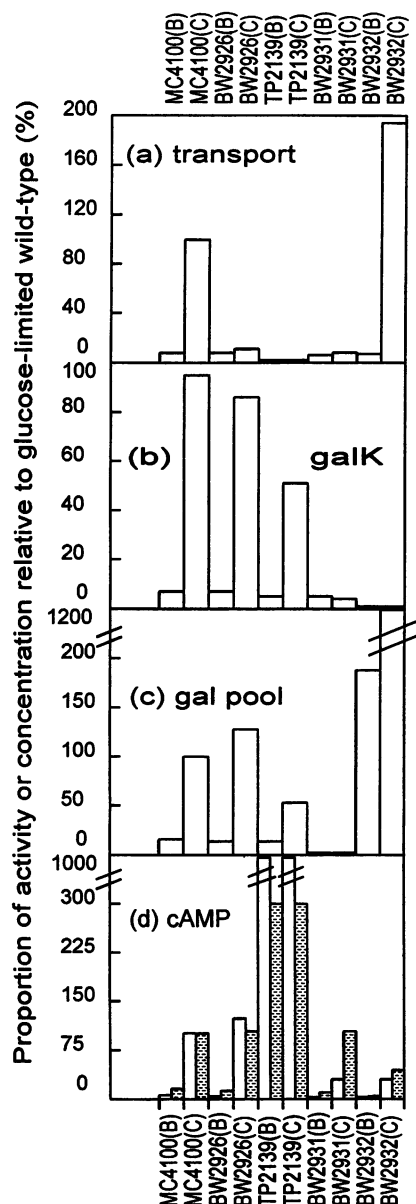 MC4100(B)
MC4100(C)
BW2926(B)
BW2926(C)
TP2139(B)
TP2139(C)
BW2931(B)
BW2931(C)
BW2932(B)
BW2932(C)
Proportion of activity or concentration relative to glucose-limited wild-type (%)
200
(a) transport
160
120
80
40
0
100
80
(b) galK
60
40
20
0
1200
200
(c) gal pool
150
100
50
0
1000
300
(d) cAMP
225
150
75
0
MC4100(B)
MC4100(C)
BW2926(B)
BW2926(C)
TP2139(B)
TP2139(C)
BW2931(B)
BW2931(C)
BW2932(B)
BW2932(C)